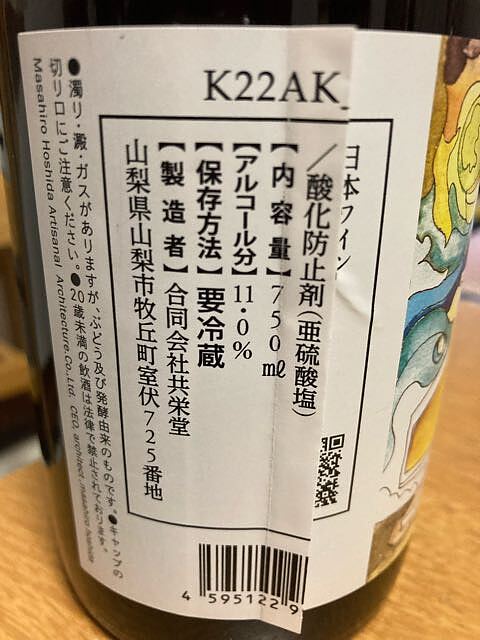 K22AK_
日本ワイン
／酸化防止剤(亜硫酸塩)
【内容量】750㎖
【アルコール分】11.0%
【保存方法】要冷蔵
【製造者】合同会社共栄堂
山梨県山梨市牧丘町室伏725番地
●濁り・澱・ガスがありますが、ぶどう及び発酵由来のものです。●キャップの
切り口にご注意ください。●20歳未満の飲酒は法律で禁止されております。
Masahiro Hoshida Artisanal Architecture.co.,Ltd. CEO, architect, masahiro hoshida
4 595122 9